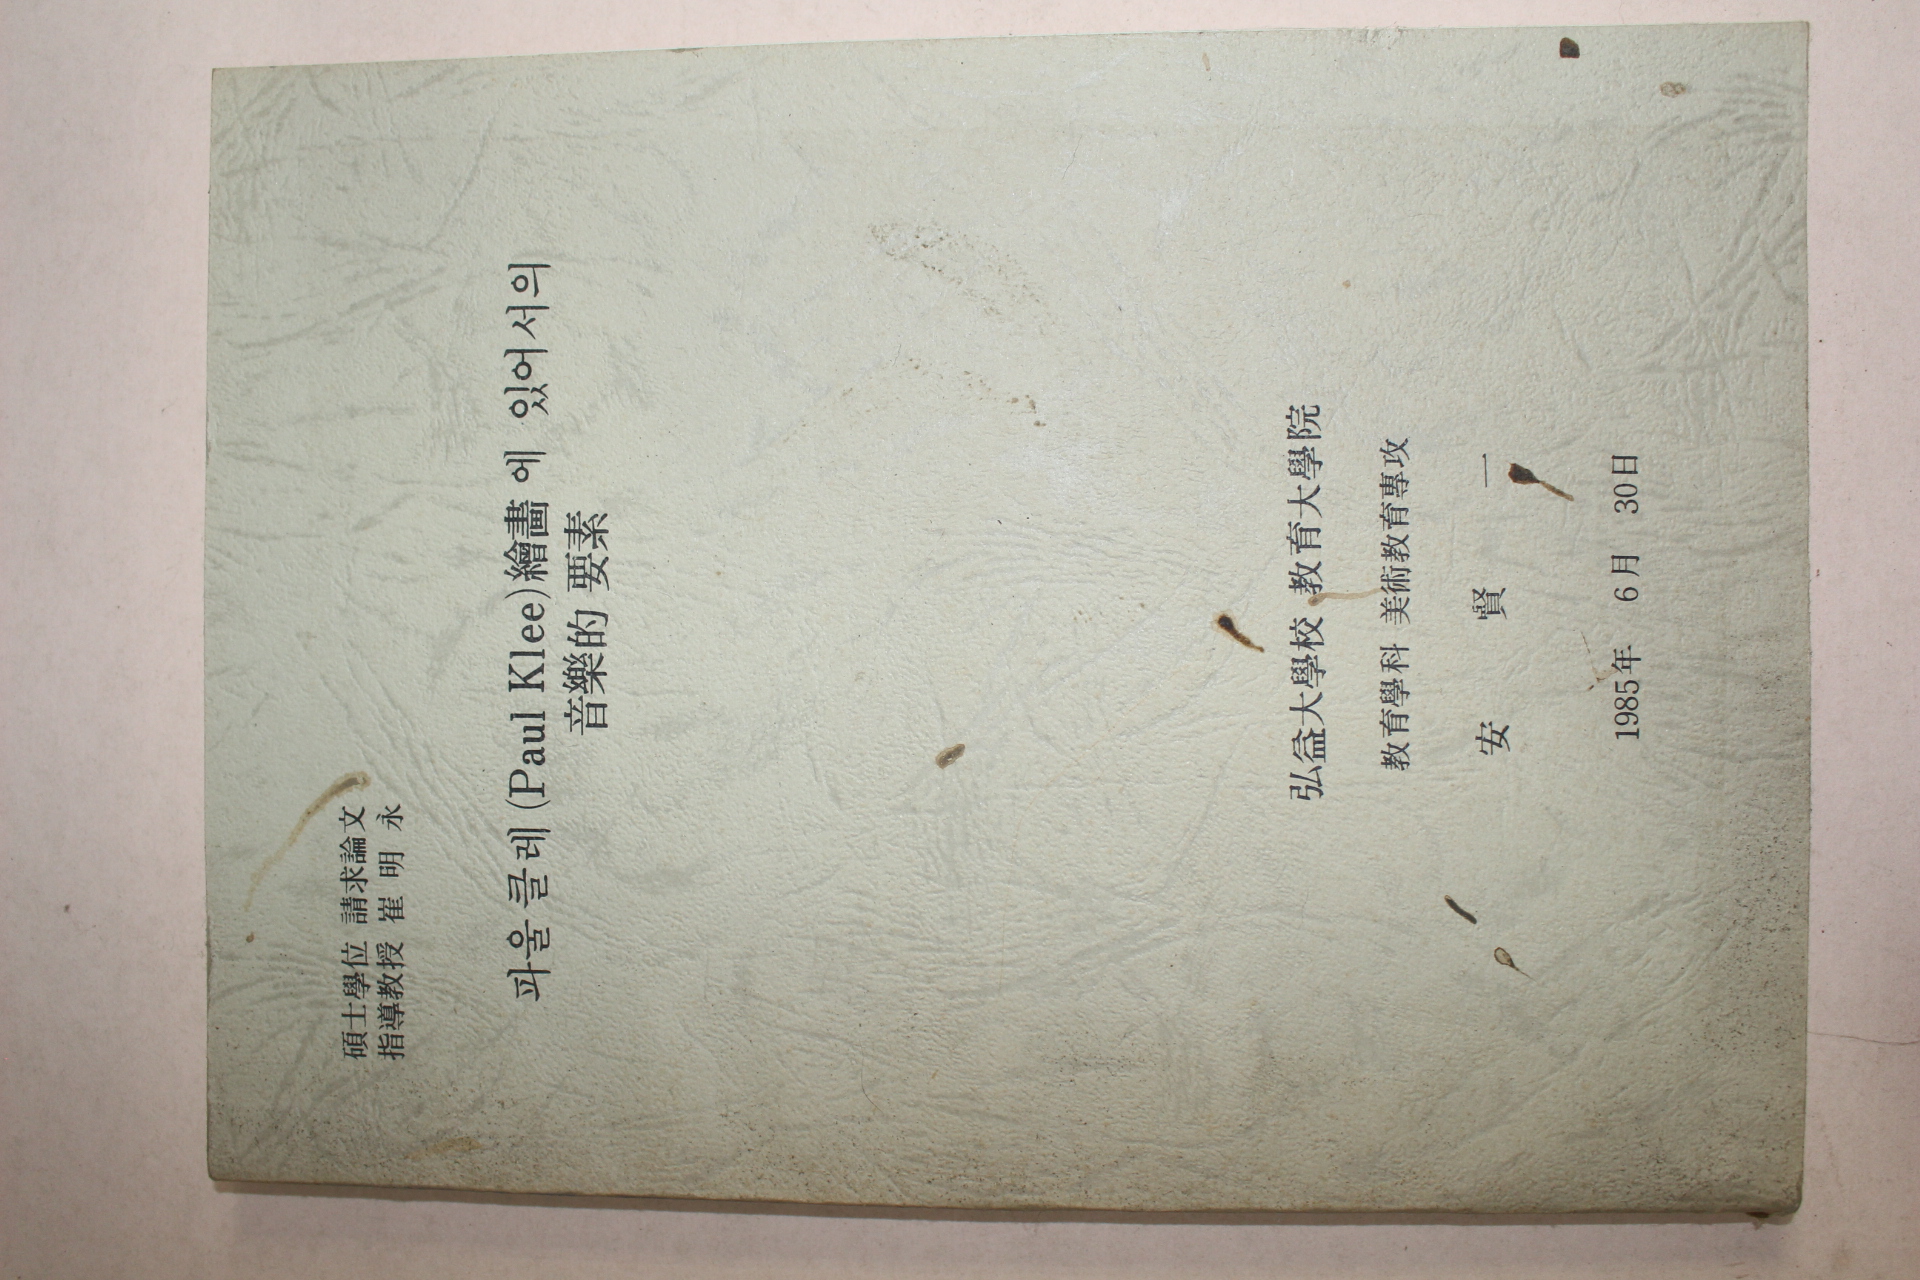 碩士學位 請求論文
指導教授 崔明永
파울클레(Paul Klee)繪畵에 있어서의
音樂的 要素
弘益大學校 教育大學院
教育學科 美術教育專攻
安 賢 一
1985年 6月 30日